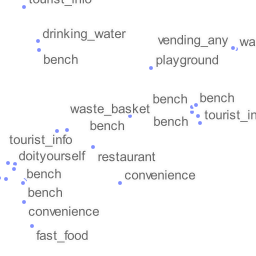 tourist_info
drinking_water
bench
vending_any
wa
playground
bench
bench
waste_basket
tourist_in
bench
bench
tourist_info
doityourself
restaurant
bench
convenience
bench
convenience
fast_food